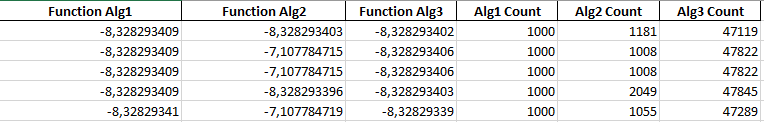 Function Alg1 Function Alg2 Function Alg3 Alg1 Count Alg2 Count Alg3 Count
-8,328293409 -8,328293403 -8,328293402 1000 1181 47119
-8,328293409 -7,107784715 -8,328293406 1000 1008 47822
-8,328293409 -7,107784715 -8,328293406 1000 1008 47822
-8,328293409 -8,328293396 -8,328293403 1000 2049 47845
-8,32829341 -7,107784719 -8,32829339 1000 1055 47289